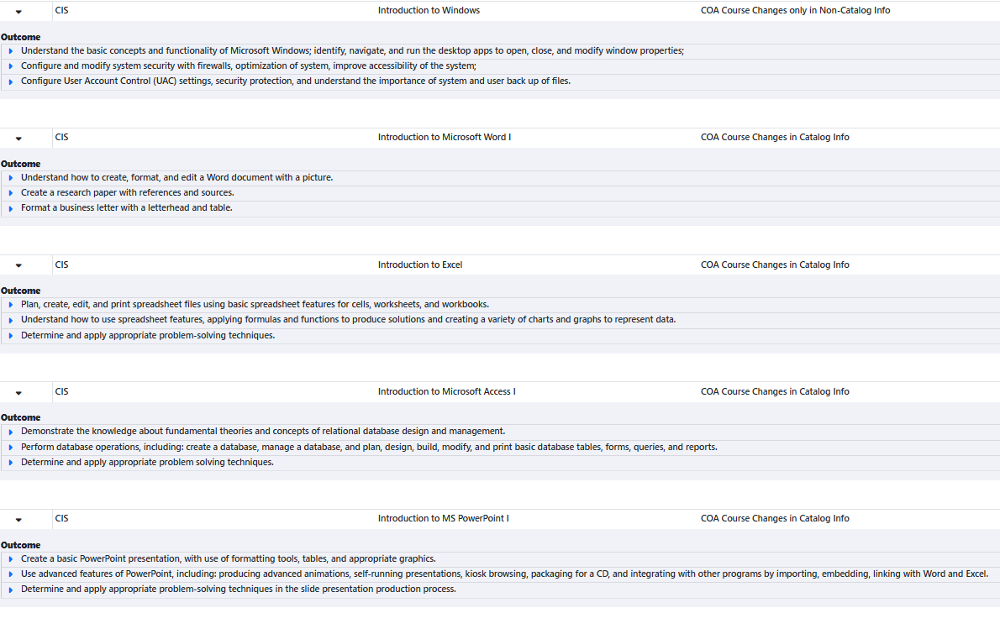 CIS Introduction to Windows COA Course Changes only in Non-Catalog Info
Outcome
Understand the basic concepts and functionality of Microsoft Windows; identify, navigate, and run the desktop apps to open, close, and modify window properties;
Configure and modify system security with firewalls, optimization of system, improve accessibility of the system;
Configure User Account Control (UAC) settings, security protection, and understand the importance of system and user back up of files.
CIS Introduction to Microsoft Word I COA Course Changes in Catalog Info
Outcome
Understand how to create, format, and edit a Word document with a picture.
Create a research paper with references and sources.
Format a business letter with a letterhead and table.
CIS Introduction to Excel COA Course Changes in Catalog Info
Outcome
Plan, create, edit, and print spreadsheet files using basic spreadsheet features for cells, worksheets, and workbooks.
Understand how to use spreadsheet features, applying formulas and functions to produce solutions and creating a variety of charts and graphs to represent data.
Determine and apply appropriate problem-solving techniques.
CIS Introduction to Microsoft Access I COA Course Changes in Catalog Info
Outcome
Demonstrate the knowledge about fundamental theories and concepts of relational database design and management.
Perform database operations, including: create a database, manage a database, and plan, design, build, modify, and print basic database tables, forms, queries, and reports.
Determine and apply appropriate problem solving techniques.
CIS Introduction to MS PowerPoint I COA Course Changes in Catalog Info
Outcome
Create a basic PowerPoint presentation, with use of formatting tools, tables, and appropriate graphics.
Use advanced features of PowerPoint, including: producing advanced animations, self-running presentations, kiosk browsing, packaging for a CD, and integrating with other programs by importing, embedding, linking with Word and Excel.
Determine and apply appropriate problem-solving techniques in the slide presentation production process.